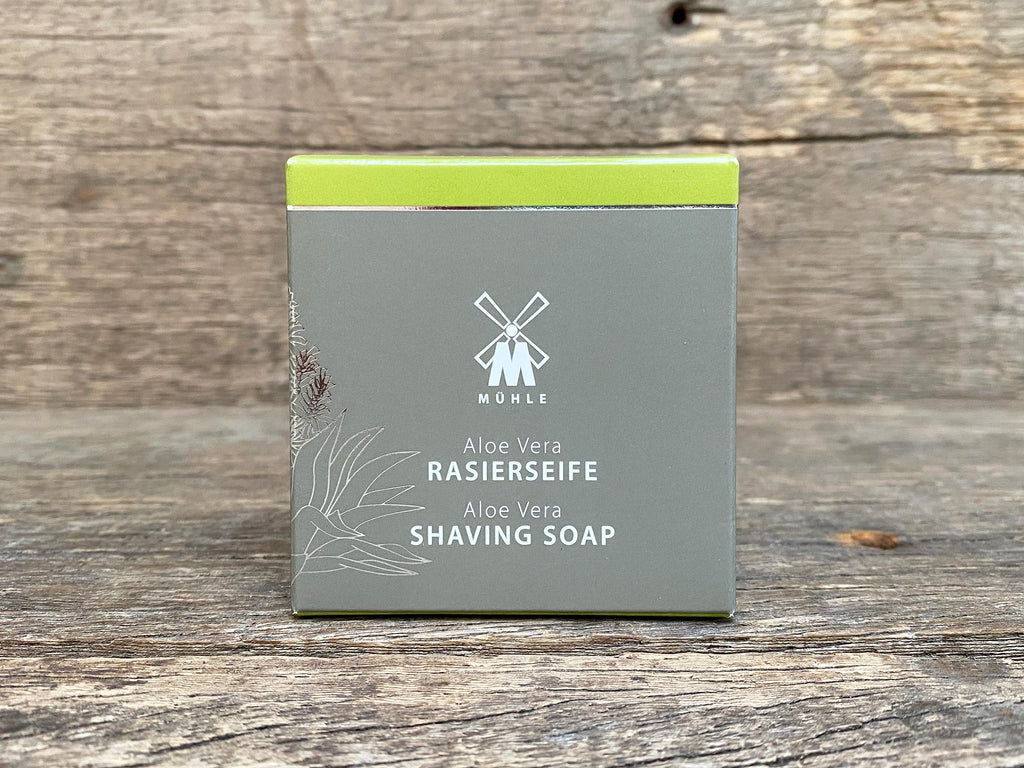 M
MÜHLE
Aloe Vera
RASIERSEIFE
Aloe Vera
SHAVING SOAP